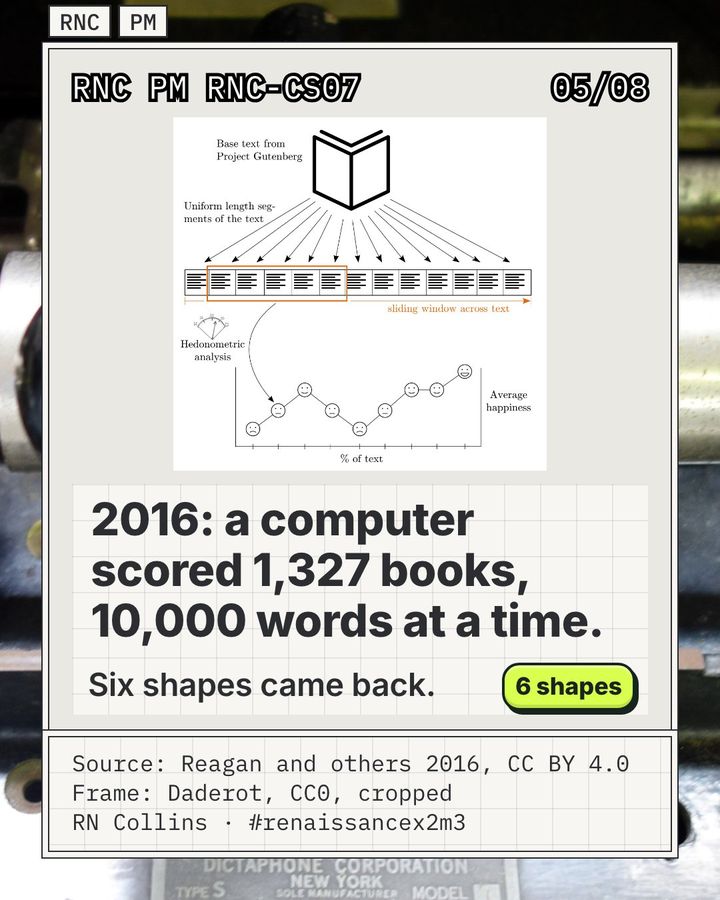 RNC PM
RNC PM RNC-CS07 05/08
Base text from
Project Gutenberg
Uniform length seg-
ments of the text
sliding window across text
Hedonometric
analysis
Average
happiness
% of text
2016: a computer
scored 1,327 books,
10,000 words at a time.
Six shapes came back.
6 shapes
Source: Reagan and others 2016, CC BY 4.0
Frame: Daderot, CC0, cropped
RN Collins · #renaissancex2m3
DICTAPHONE CORPORATION
NEW YORK
SOLE MANUFACTURER
TYPE S MODEL